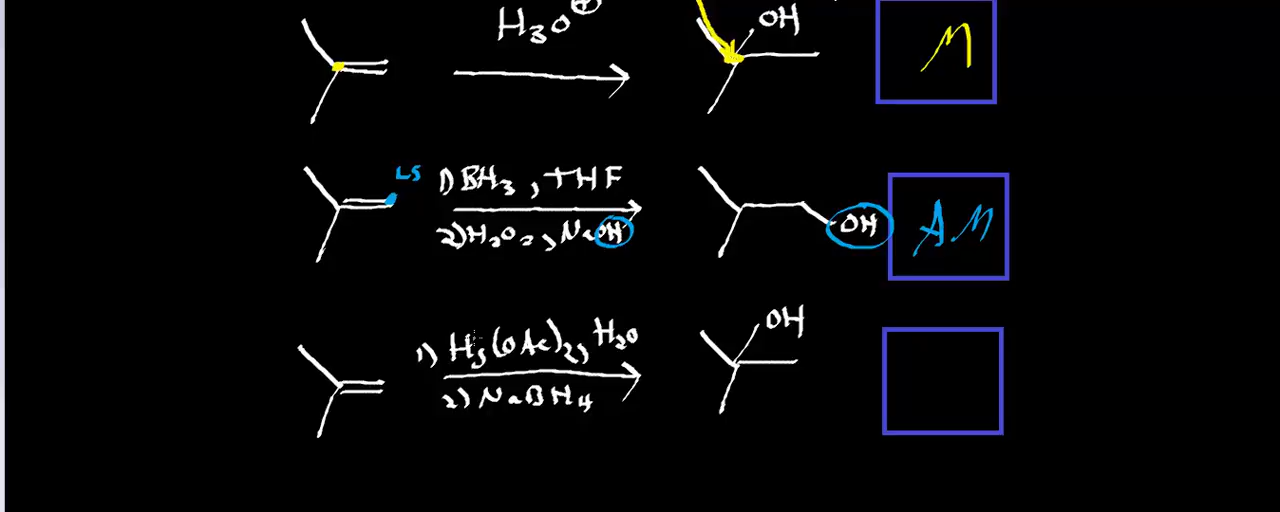 H₃O⊕
OH
M
LS
1) BH₃, THF
2) H₂O₂, NaOH
OH
AM
1) Hg(OAc)₂, H₂O
2) NaBH₄
OH